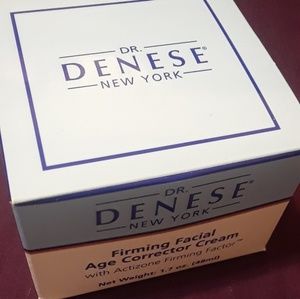 DR.
DENESE®
NEW YORK
DR.
DENESE®
NEW YORK
Firming Facial
Age Corrector Cream
with Actizone Firming Factor™
Net Weight: 1.7 oz. (48ml)